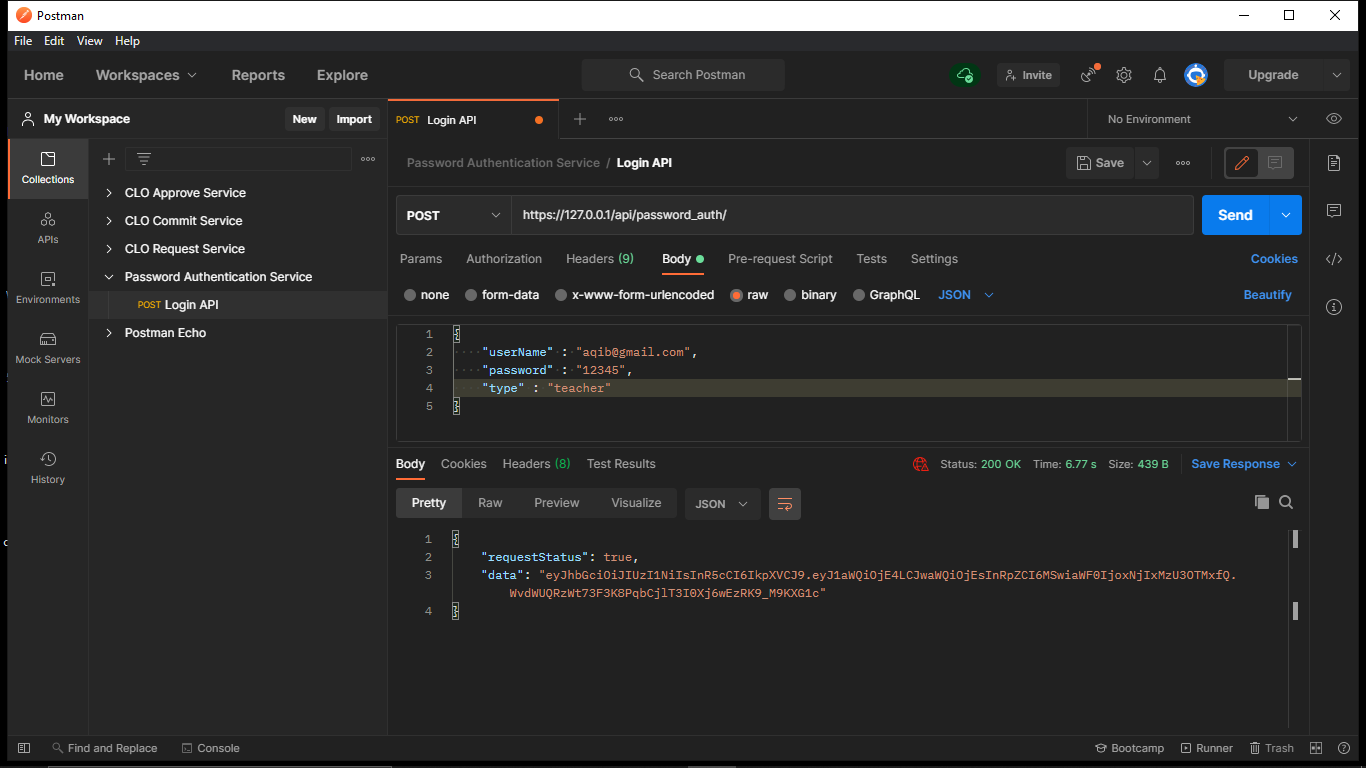 Postman
File Edit View Help
Home Workspaces Reports Explore Search Postman Invite Upgrade
My Workspace New Import
POST Login API
No Environment
Collections
APIs
Environments
Mock Servers
Monitors
History
CLO Approve Service
CLO Commit Service
CLO Request Service
Password Authentication Service
POST Login API
Postman Echo
Password Authentication Service / Login API
Save
POST https://127.0.0.1/api/password_auth/ Send
Params Authorization Headers (9) Body Pre-request Script Tests Settings Cookies
none form-data x-www-form-urlencoded raw binary GraphQL JSON Beautify
1 {
2 "userName" : "aqib@gmail.com",
3 "password" : "12345",
4 "type" : "teacher"
5 }
Body Cookies Headers (8) Test Results Status: 200 OK Time: 6.77 s Size: 439 B Save Response
Pretty Raw Preview Visualize JSON
1 {
2 "requestStatus": true,
3 "data": "eyJhbGciOiJIUzI1NiIsInR5cCI6IkpXVCJ9.eyJ1aWQiOjE4LCJwaWQiOjEsInRpZCI6MSwiaWF0IjoxNjIxMzU3OTMxfQ.
WvdWUQRzWt73F3K8PqbCjlT3I0Xj6wEzRK9_M9KXG1c"
4 }
Find and Replace Console Bootcamp Runner Trash